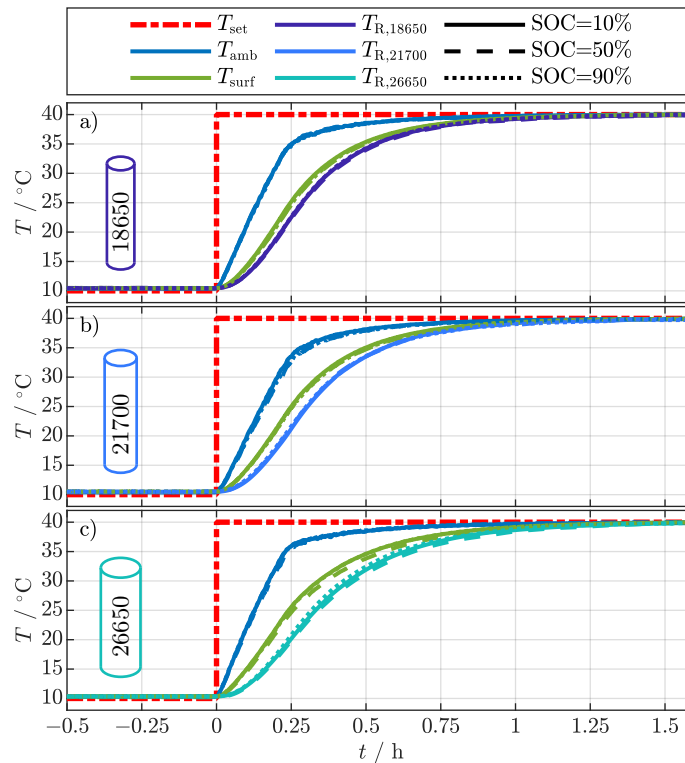 T_set T_R,18650 SOC=10%
T_amb T_R,21700 SOC=50%
T_surf T_R,26650 SOC=90%
a)
40
35
30
25
20
15
10
T / °C
18650
b)
40
35
30
25
20
15
10
T / °C
21700
c)
40
35
30
25
20
15
10
T / °C
26650
−0.5 −0.25 0 0.25 0.5 0.75 1 1.25 1.5
t / h